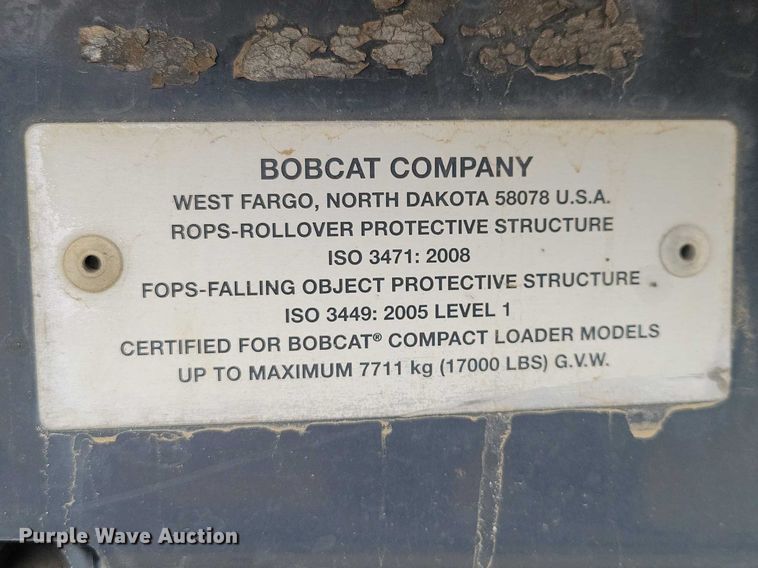 BOBCAT COMPANY
WEST FARGO, NORTH DAKOTA 58078 U.S.A.
ROPS-ROLLOVER PROTECTIVE STRUCTURE
ISO 3471: 2008
FOPS-FALLING OBJECT PROTECTIVE STRUCTURE
ISO 3449: 2005 LEVEL 1
CERTIFIED FOR BOBCAT® COMPACT LOADER MODELS
UP TO MAXIMUM 7711 kg (17000 LBS) G.V.W.
Purple Wave Auction